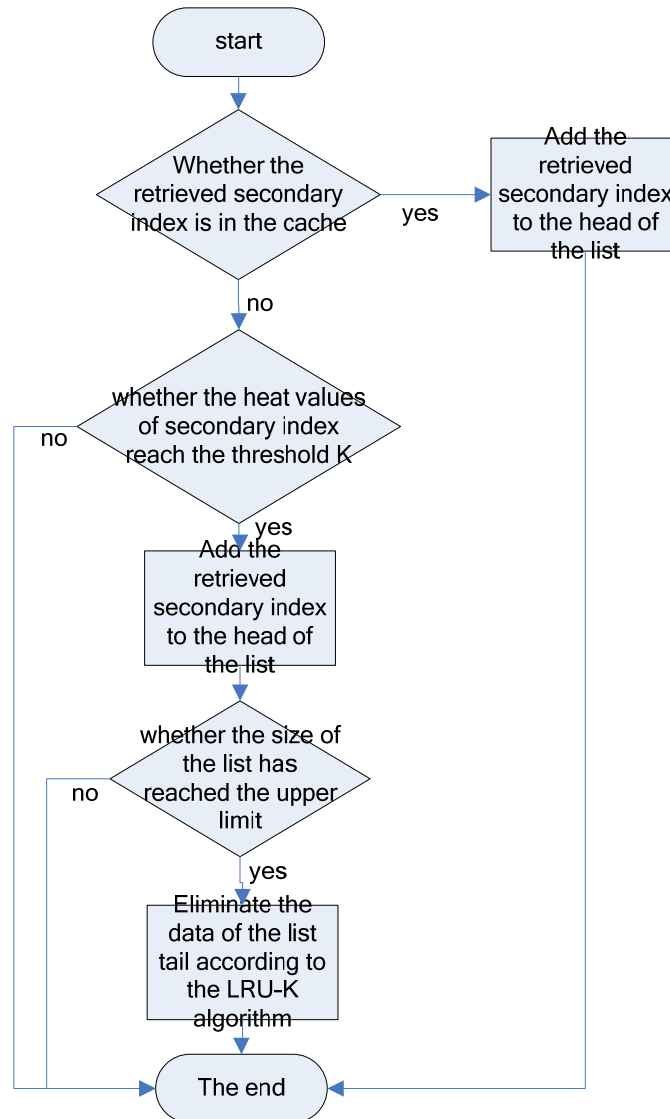 start
Whether the
retrieved secondary
index is in the cache
yes
Add the
retrieved
secondary index
to the head of
the list
no
whether the heat values
of secondary index
reach the threshold K
no
yes
Add the
retrieved
secondary index
to the head of
the list
whether the size of
the list has
reached the upper
limit
no
yes
Eliminate the
data of the list
tail according to
the LRU-K
algorithm
The end